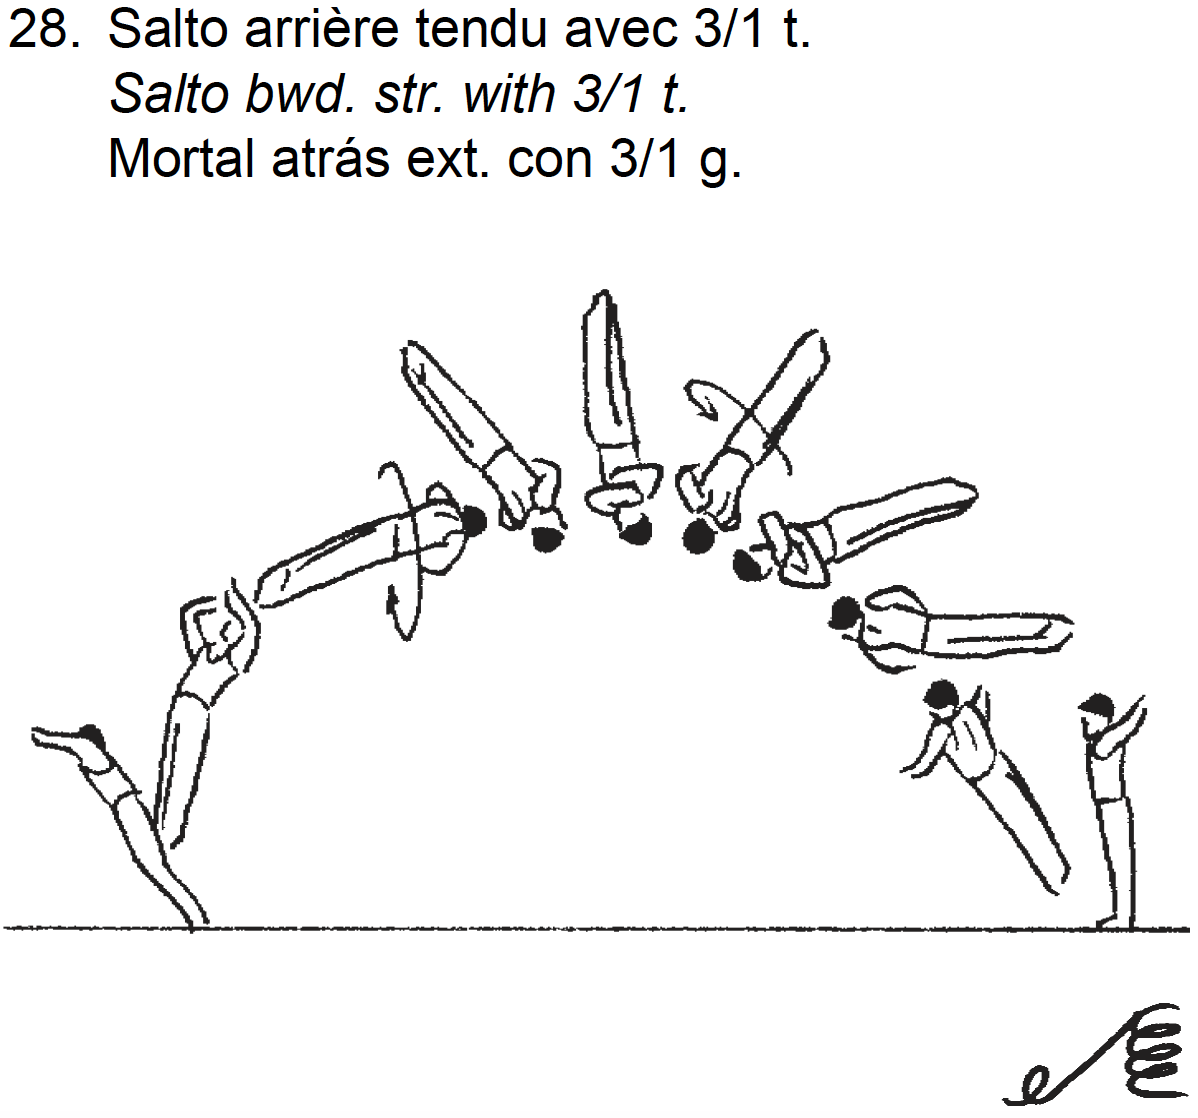 28. Salto arrière tendu avec 3/1 t.
Salto bwd. str. with 3/1 t.
Mortal atrás ext. con 3/1 g.